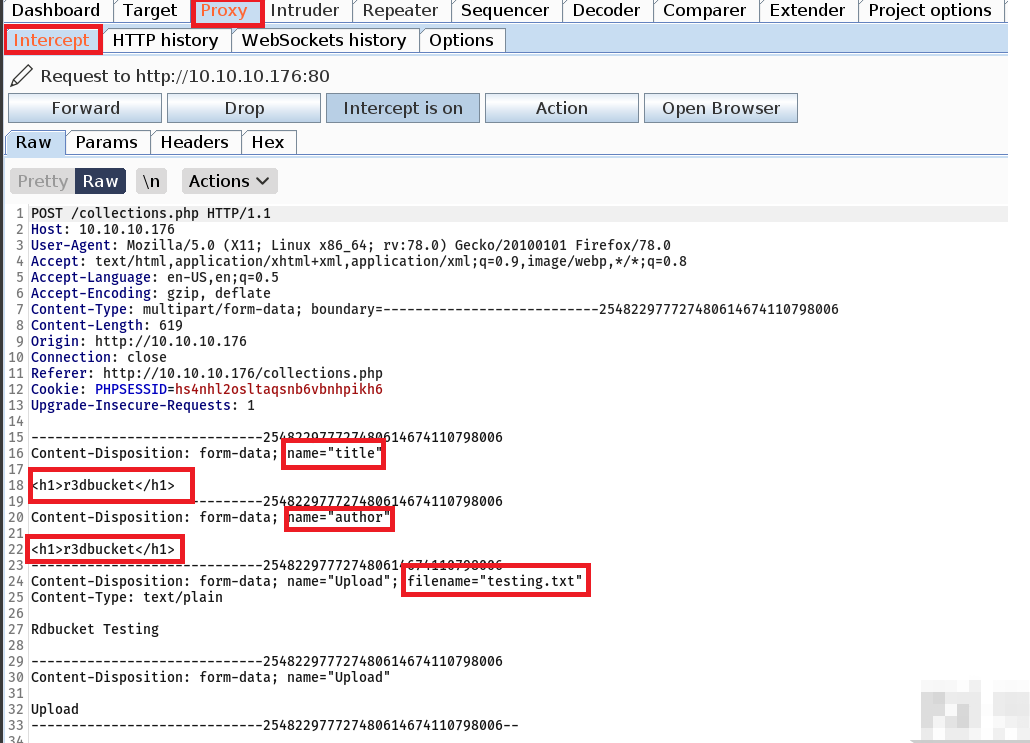 Dashboard Target Proxy Intruder Repeater Sequencer Decoder Comparer Extender Project options
Intercept HTTP history WebSockets history Options
Request to http://10.10.10.176:80
Forward Drop Intercept is on Action Open Browser
Raw Params Headers Hex
Pretty Raw \n Actions
1 POST /collections.php HTTP/1.1
2 Host: 10.10.10.176
3 User-Agent: Mozilla/5.0 (X11; Linux x86_64; rv:78.0) Gecko/20100101 Firefox/78.0
4 Accept: text/html,application/xhtml+xml,application/xml;q=0.9,image/webp,*/*;q=0.8
5 Accept-Language: en-US,en;q=0.5
6 Accept-Encoding: gzip, deflate
7 Content-Type: multipart/form-data; boundary=---------------------------254822977727480614674110798006
8 Content-Length: 619
9 Origin: http://10.10.10.176
10 Connection: close
11 Referer: http://10.10.10.176/collections.php
12 Cookie: PHPSESSID=hs4nhl2osltaqsnb6vbnhpikh6
13 Upgrade-Insecure-Requests: 1
14
15 -----------------------------254822977727480614674110798006
16 Content-Disposition: form-data; name="title"
17
18 <h1>r3dbucket</h1>
19 -----------------------------254822977727480614674110798006
20 Content-Disposition: form-data; name="author"
21
22 <h1>r3dbucket</h1>
23 -----------------------------254822977727480614674110798006
24 Content-Disposition: form-data; name="Upload"; filename="testing.txt"
25 Content-Type: text/plain
26
27 Rdbucket Testing
28
29 -----------------------------254822977727480614674110798006
30 Content-Disposition: form-data; name="Upload"
31
32 Upload
33 -----------------------------254822977727480614674110798006--
34